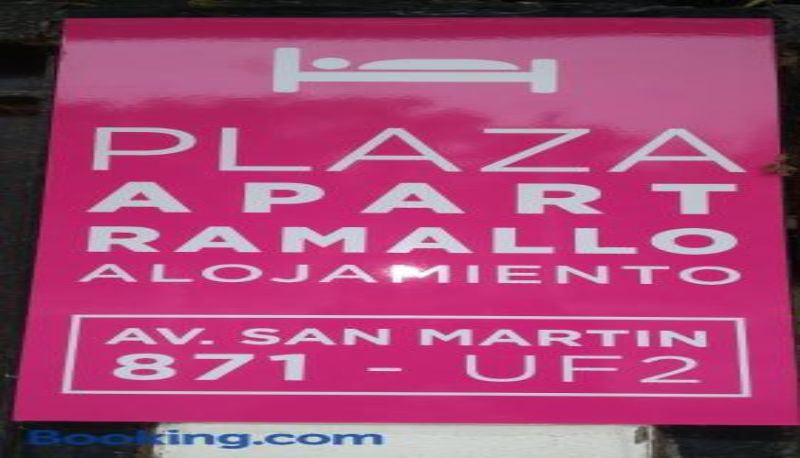 PLAZA
APART
RAMALLO
ALOJAMIENTO
AV. SAN MARTIN
871 - UF2
Booking.com